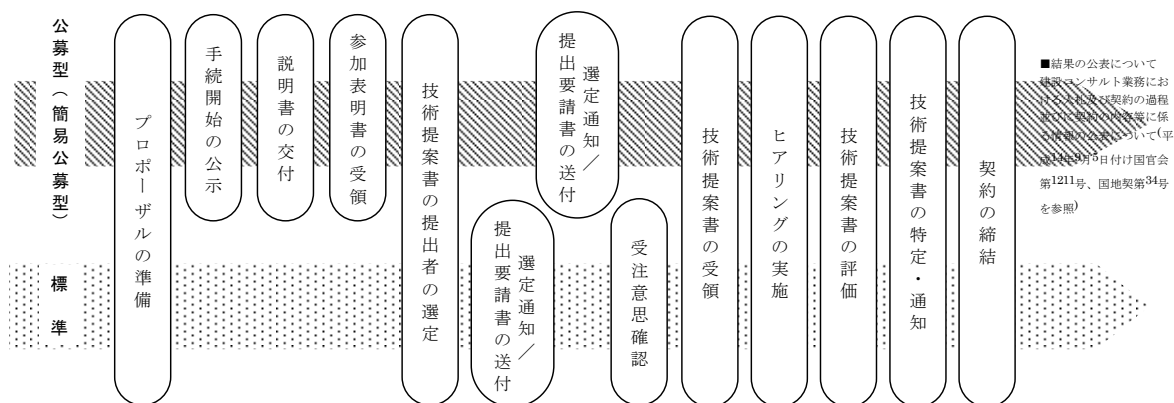 公募型(簡易公募型)
標準
プロポーザルの準備
手続開始の公示
説明書の交付
参加表明書の受領
技術提案書の提出者の選定
選定通知/
提出要請書の送付
選定通知/
提出要請書の送付
受注意思確認
技術提案書の受領
ヒアリングの実施
技術提案書の評価
技術提案書の特定・通知
契約の締結
■結果の公表について
建設コンサルト業務にお
ける入札及び契約の過程
並びに契約の内容等に係
る情報の公表について(平
成14年9月5日付け国官会
第1211号、国地契第34号
を参照)